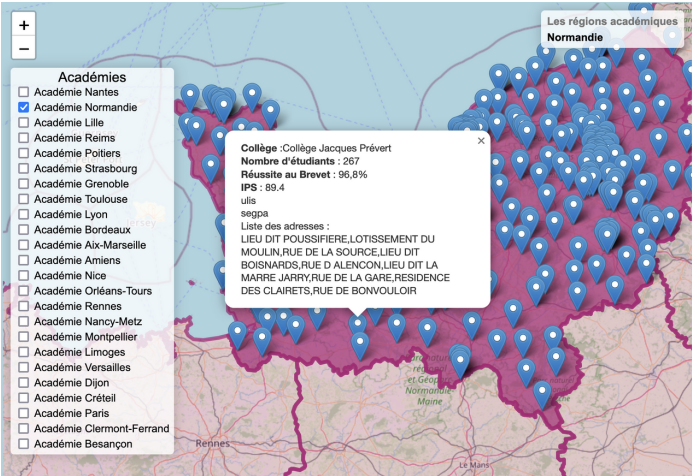 +
−
Les régions académiques
Normandie
Académies
Académie Nantes
Académie Normandie
Académie Lille
Académie Reims
Académie Poitiers
Académie Strasbourg
Académie Grenoble
Académie Toulouse
Académie Lyon
Académie Bordeaux
Académie Aix-Marseille
Académie Amiens
Académie Nice
Académie Orléans-Tours
Académie Rennes
Académie Nancy-Metz
Académie Montpellier
Académie Limoges
Académie Versailles
Académie Dijon
Académie Créteil
Académie Paris
Académie Clermont-Ferrand
Académie Besançon
×
Collège :Collège Jacques Prévert
Nombre d'étudiants : 267
Réussite au Brevet : 96,8%
IPS : 89.4
ulis
segpa
Liste des adresses :
LIEU DIT POUSSIFIERE,LOTISSEMENT DU
MOULIN,RUE DE LA SOURCE,LIEU DIT
BOISNARDS,RUE D ALENCON,LIEU DIT LA
MARRE JARRY,RUE DE LA GARE,RESIDENCE
DES CLAIRETS,RUE DE BONVOULOIR
Jersey
Normandie
Maine
Rennes
Le Mans